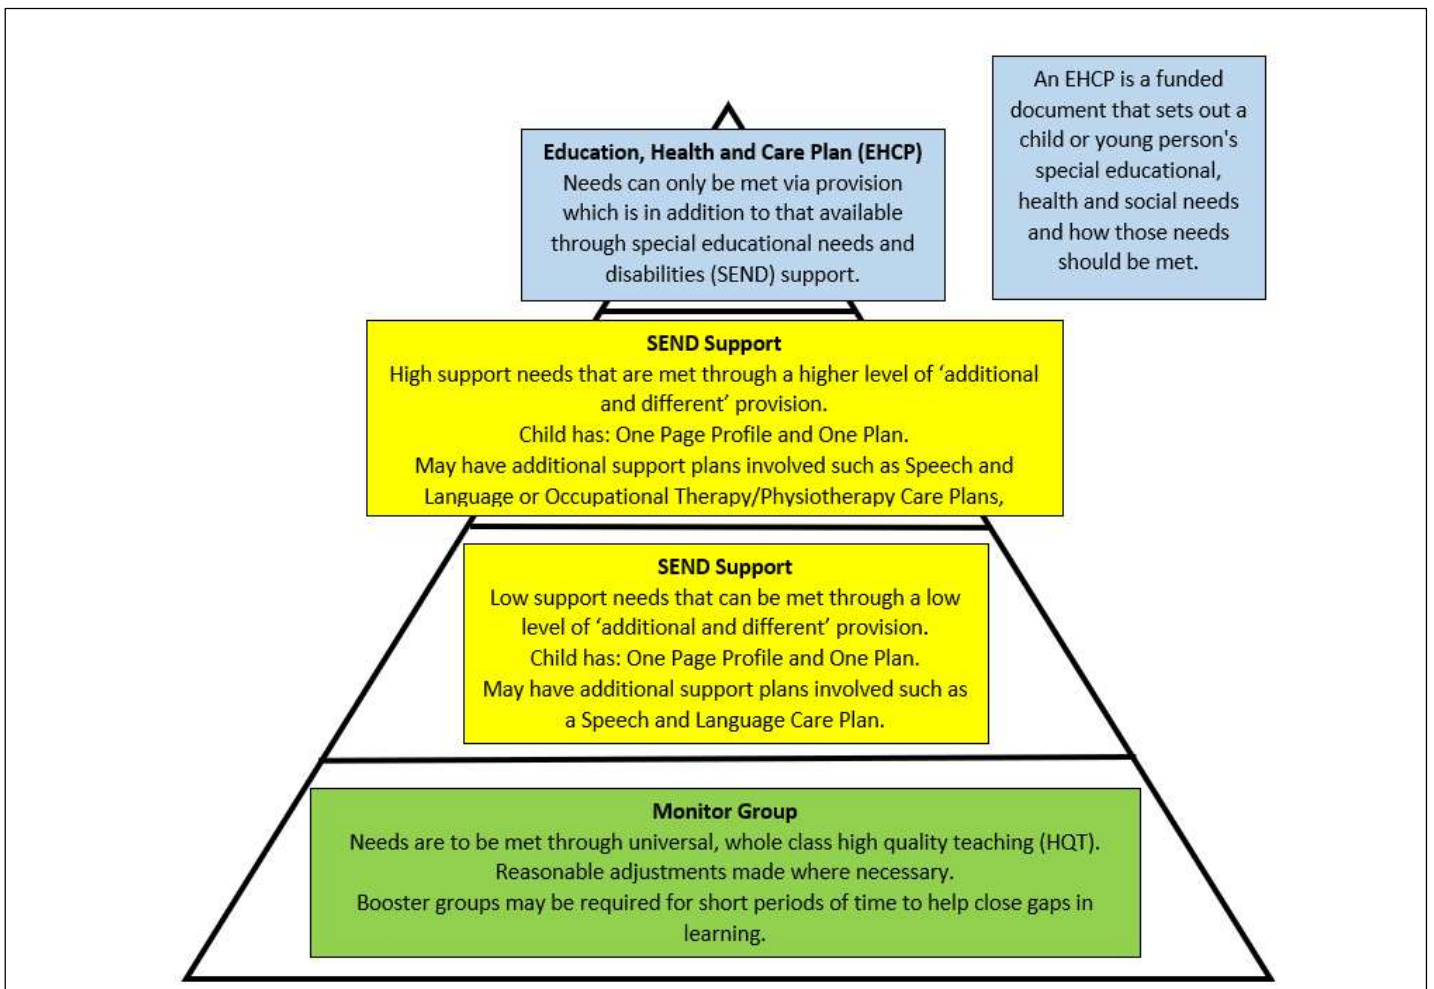 Education, Health and Care Plan (EHCP)
Needs can only be met via provision
which is in addition to that available
through special educational needs and
disabilities (SEND) support.
An EHCP is a funded
document that sets out a
child or young person's
special educational,
health and social needs
and how those needs
should be met.
SEND Support
High support needs that are met through a higher level of ‘additional
and different’ provision.
Child has: One Page Profile and One Plan.
May have additional support plans involved such as Speech and
Language or Occupational Therapy/Physiotherapy Care Plans,
SEND Support
Low support needs that can be met through a low
level of ‘additional and different’ provision.
Child has: One Page Profile and One Plan.
May have additional support plans involved such as
a Speech and Language Care Plan.
Monitor Group
Needs are to be met through universal, whole class high quality teaching (HQT).
Reasonable adjustments made where necessary.
Booster groups may be required for short periods of time to help close gaps in
learning.